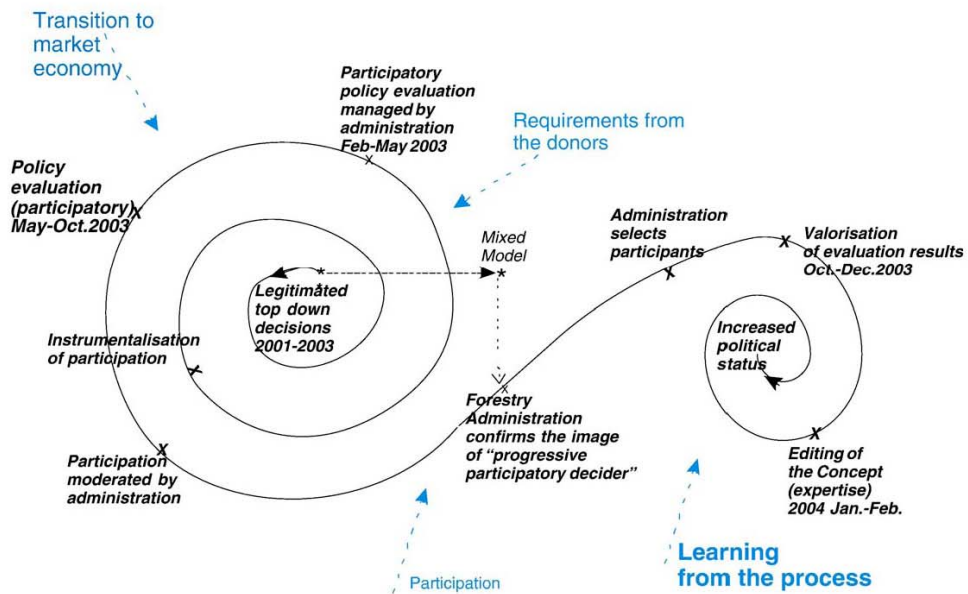 Transition to
market
economy
Participatory
policy evaluation
managed by
administration
Feb-May 2003
Requirements from
the donors
Policy
evaluation
(participatory)
May-Oct.2003
Mixed
Model
Administration
selects
participants
Valorisation
of evaluation results
Oct.-Dec.2003
Legitimated
top down
decisions
2001-2003
Instrumentalisation
of participation
Increased
political
status
Forestry
Administration
confirms the image
of “progressive
participatory decider”
Participation
moderated by
administration
Editing of
the Concept
(expertise)
2004 Jan.-Feb.
Learning
from the process
Participation